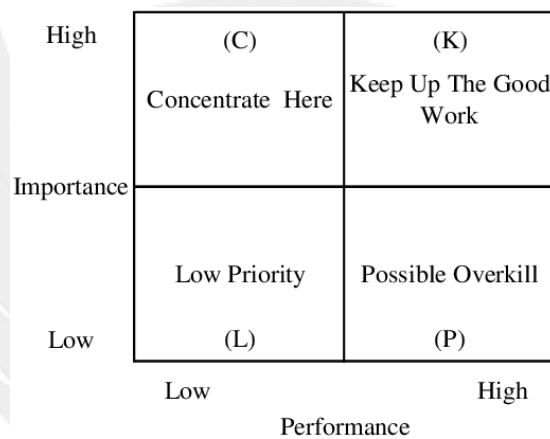 High
(C)
(K)
Concentrate Here
Keep Up The Good
Work
Importance
Low Priority
Possible Overkill
Low
(L)
(P)
Low
High
Performance